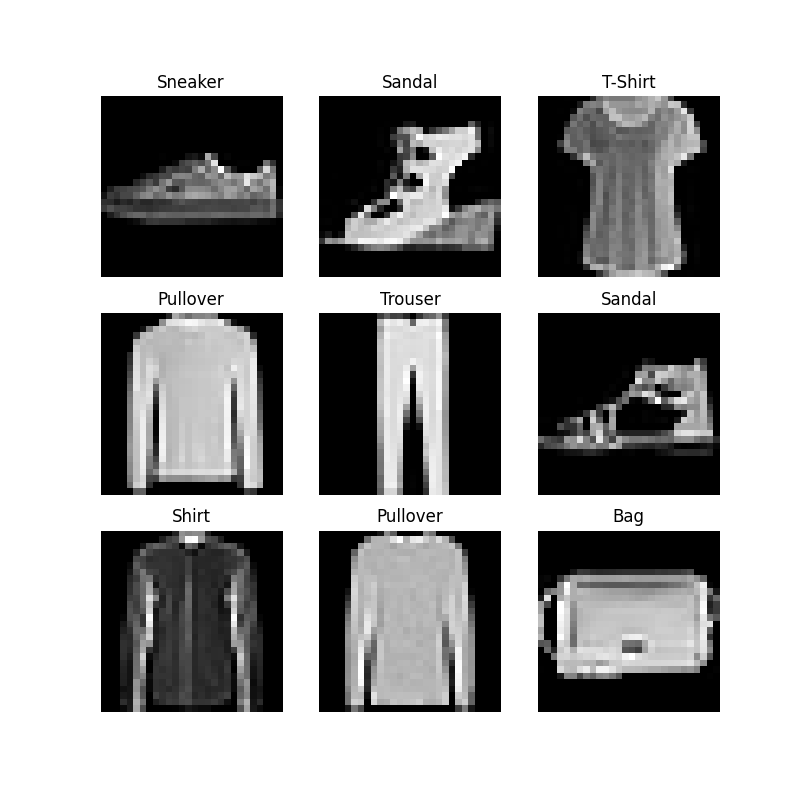 Sneaker
Sandal
T-Shirt
Pullover
Trouser
Sandal
Shirt
Pullover
Bag